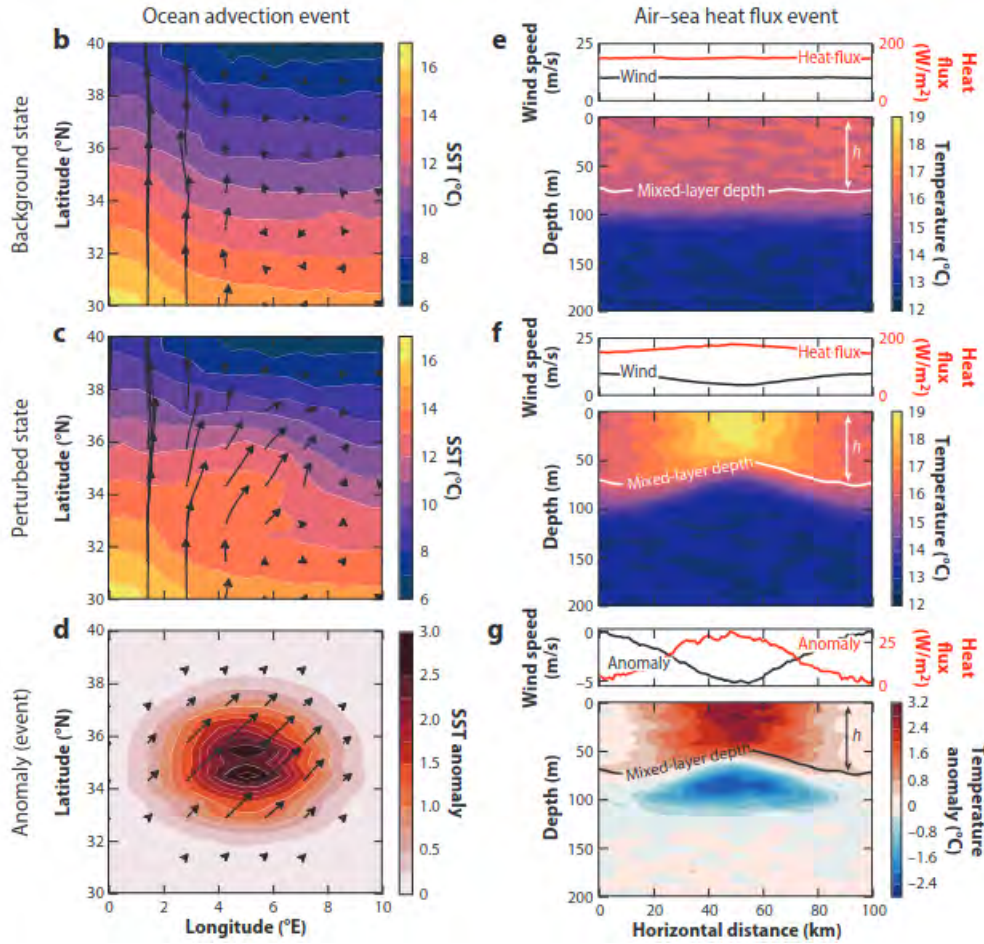 Ocean advection event
Air–sea heat flux event
Background state
b
Latitude (°N)
40
38
36
34
32
30
SST (°C)
16
14
12
10
8
6
e
Wind speed
(m/s)
25
0
Wind
Heat flux
200
0
Heat
flux
(W/m²)
Depth (m)
0
50
100
150
200
h
Mixed-layer depth
Temperature (°C)
19
18
17
16
15
14
13
12
Perturbed state
c
Latitude (°N)
40
38
36
34
32
30
SST (°C)
16
14
12
10
8
6
f
Wind speed
(m/s)
25
0
Wind
Heat flux
200
0
Heat
flux
(W/m²)
Depth (m)
0
50
100
150
200
h
Mixed-layer depth
Temperature (°C)
19
18
17
16
15
14
13
12
Anomaly (event)
d
Latitude (°N)
40
38
36
35
33
32
30
0
2
4
6
8
10
Longitude (°E)
SST anomaly
3.0
2.5
2.0
1.5
1.0
0.5
0
g
Wind speed
(m/s)
0
−5
Anomaly
Anomaly
25
0
Heat
flux
(W/m²)
Depth (m)
0
50
100
150
200
h
Mixed-layer depth
0
20
40
60
80
100
Horizontal distance (km)
Temperature
anomaly (°C)
3.2
2.4
1.6
0.8
0
−0.8
−1.6
−2.4